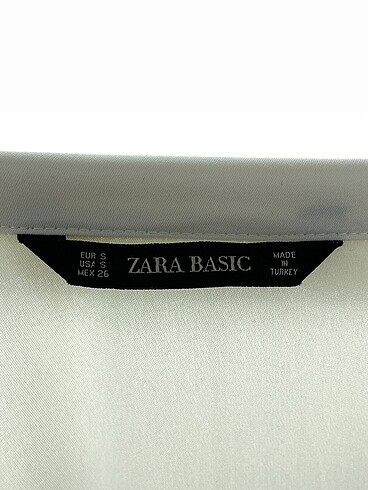 EUR S
USA S
MEX 26
ZARA BASIC
MADE
IN
TURKEY